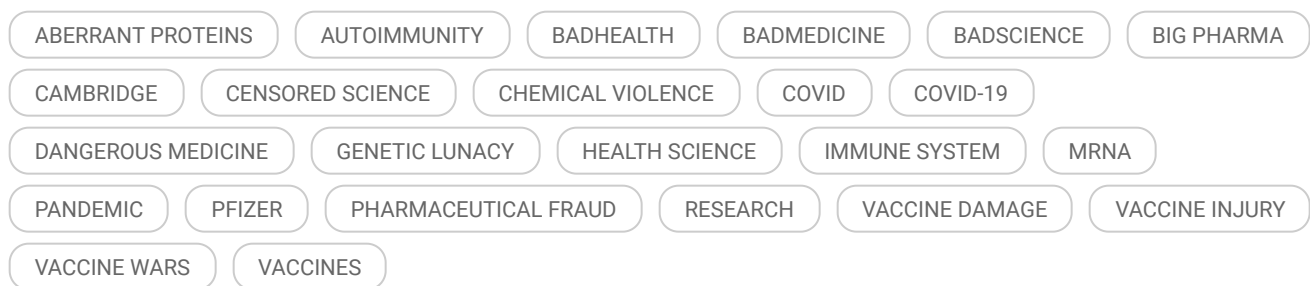 ABERRANT PROTEINS AUTOIMMUNITY BADHEALTH BADMEDICINE BADSCIENCE BIG PHARMA
CAMBRIDGE CENSORED SCIENCE CHEMICAL VIOLENCE COVID COVID-19
DANGEROUS MEDICINE GENETIC LUNACY HEALTH SCIENCE IMMUNE SYSTEM MRNA
PANDEMIC PFIZER PHARMACEUTICAL FRAUD RESEARCH VACCINE DAMAGE VACCINE INJURY
VACCINE WARS VACCINES